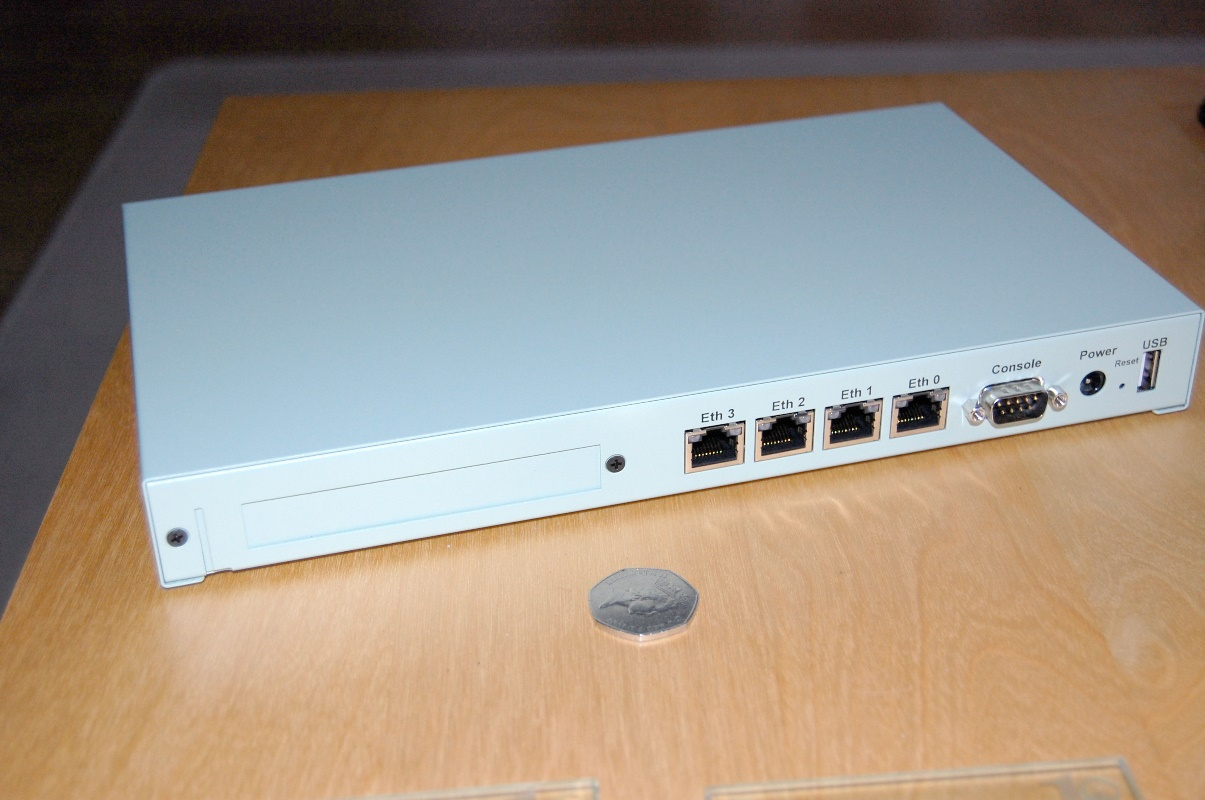 Eth 3
Eth 2
Eth 1
Eth 0
Console
Power
Reset
USB